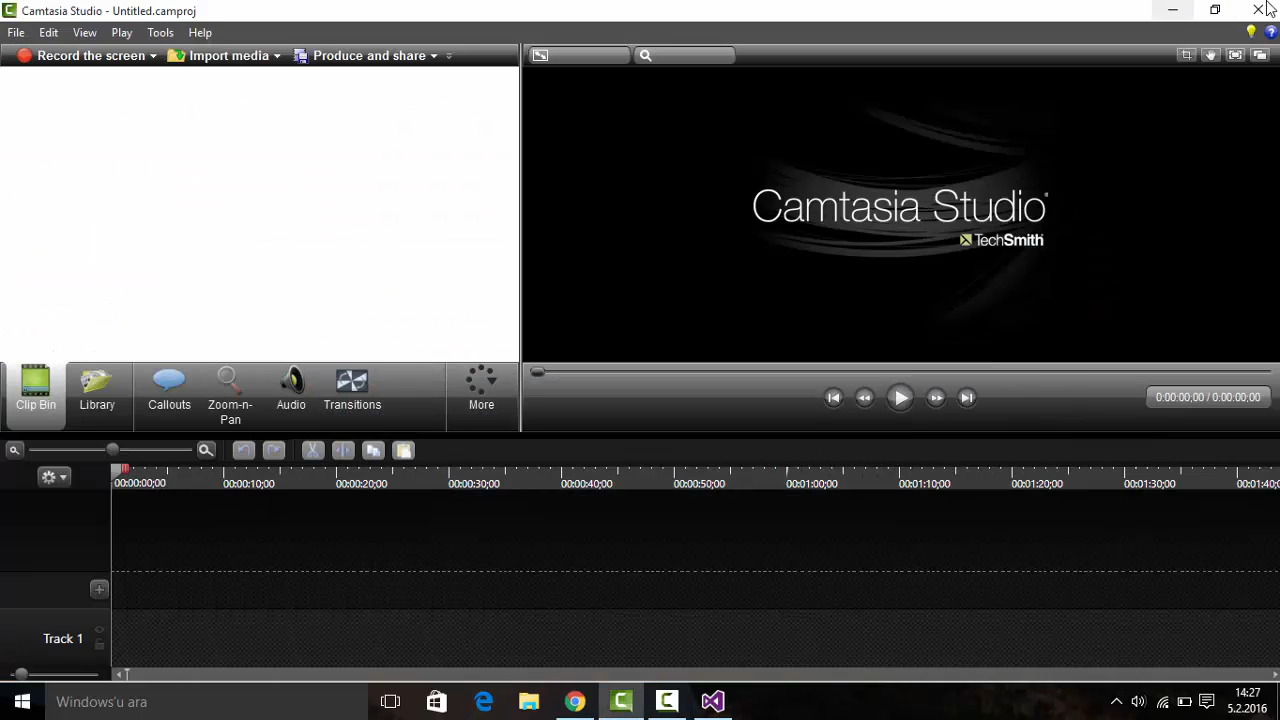 Camtasia Studio - Untitled.camproj
File Edit View Play Tools Help
Record the screen Import media Produce and share
Camtasia Studio®
TechSmith
Clip Bin Library Callouts Zoom-n-Pan Audio Transitions More
0:00:00;00 / 0:00:00;00
00:00:00;00 00:00:10;00 00:00:20;00 00:00:30;00 00:00:40;00 00:00:50;00 00:01:00;00 00:01:10;00 00:01:20;00 00:01:30;00 00:01:40;0
Track 1
Windows'u ara
14:27
5.2.2016